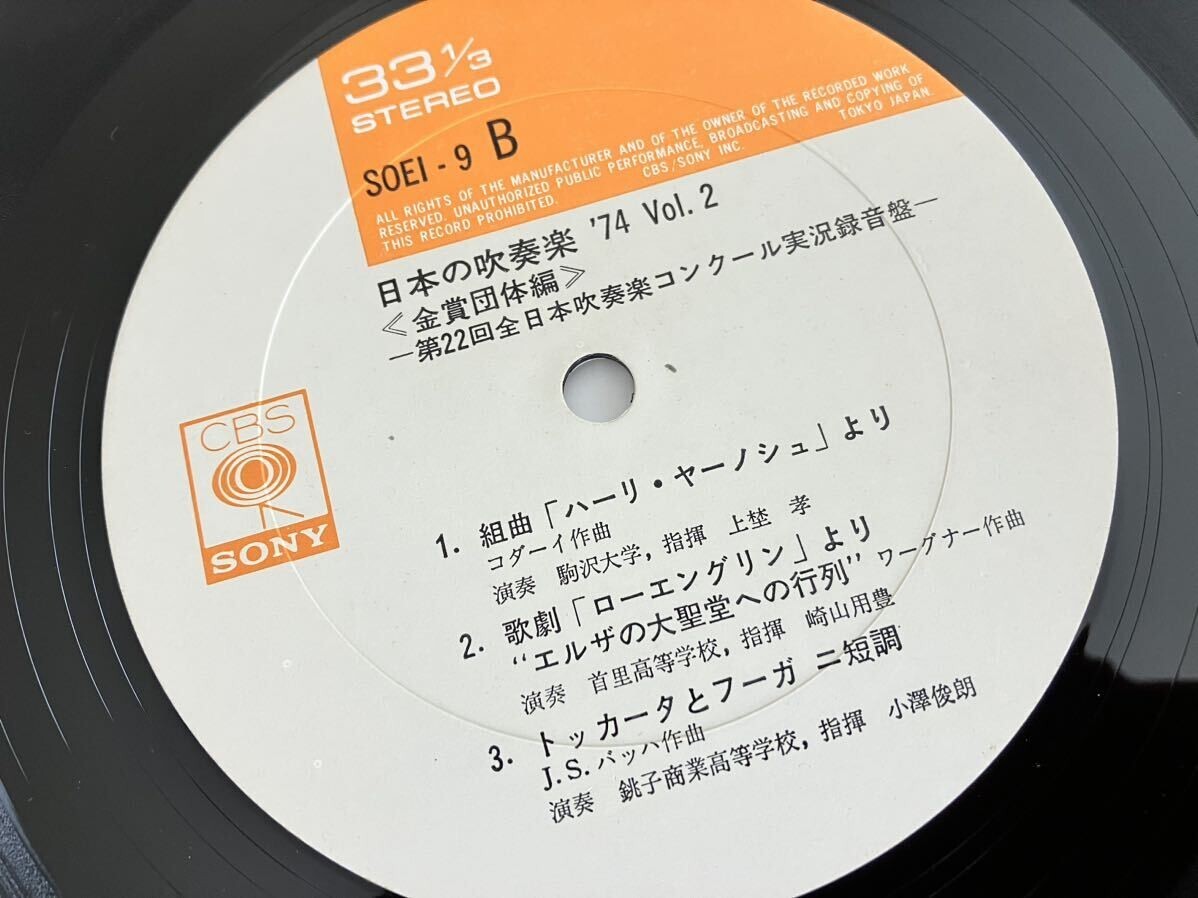 33 1/3
STEREO
SOEI - 9 B
ALL RIGHTS OF THE MANUFACTURER AND OF THE OWNER OF THE RECORDED WORK
RESERVED. UNAUTHORIZED PUBLIC PERFORMANCE, BROADCASTING AND COPYING OF
THIS RECORD PROHIBITED. CBS/SONY INC. TOKYO JAPAN.
日本の吹奏楽 '74 Vol. 2
≪金賞団体編≫
—第22回全日本吹奏楽コンクール実況録音盤—
CBS
SONY
1. 組曲「ハーリ・ヤーノシュ」より
コダーイ作曲
演奏 駒沢大学, 指揮 上埜 孝
2. 歌劇「ローエングリン」より
“エルザの大聖堂への行列” ワーグナー作曲
演奏 首里高等学校, 指揮 崎山用豊
3. トッカータとフーガ ニ短調
J.S.バッハ作曲
演奏 銚子商業高等学校, 指揮 小澤俊朗